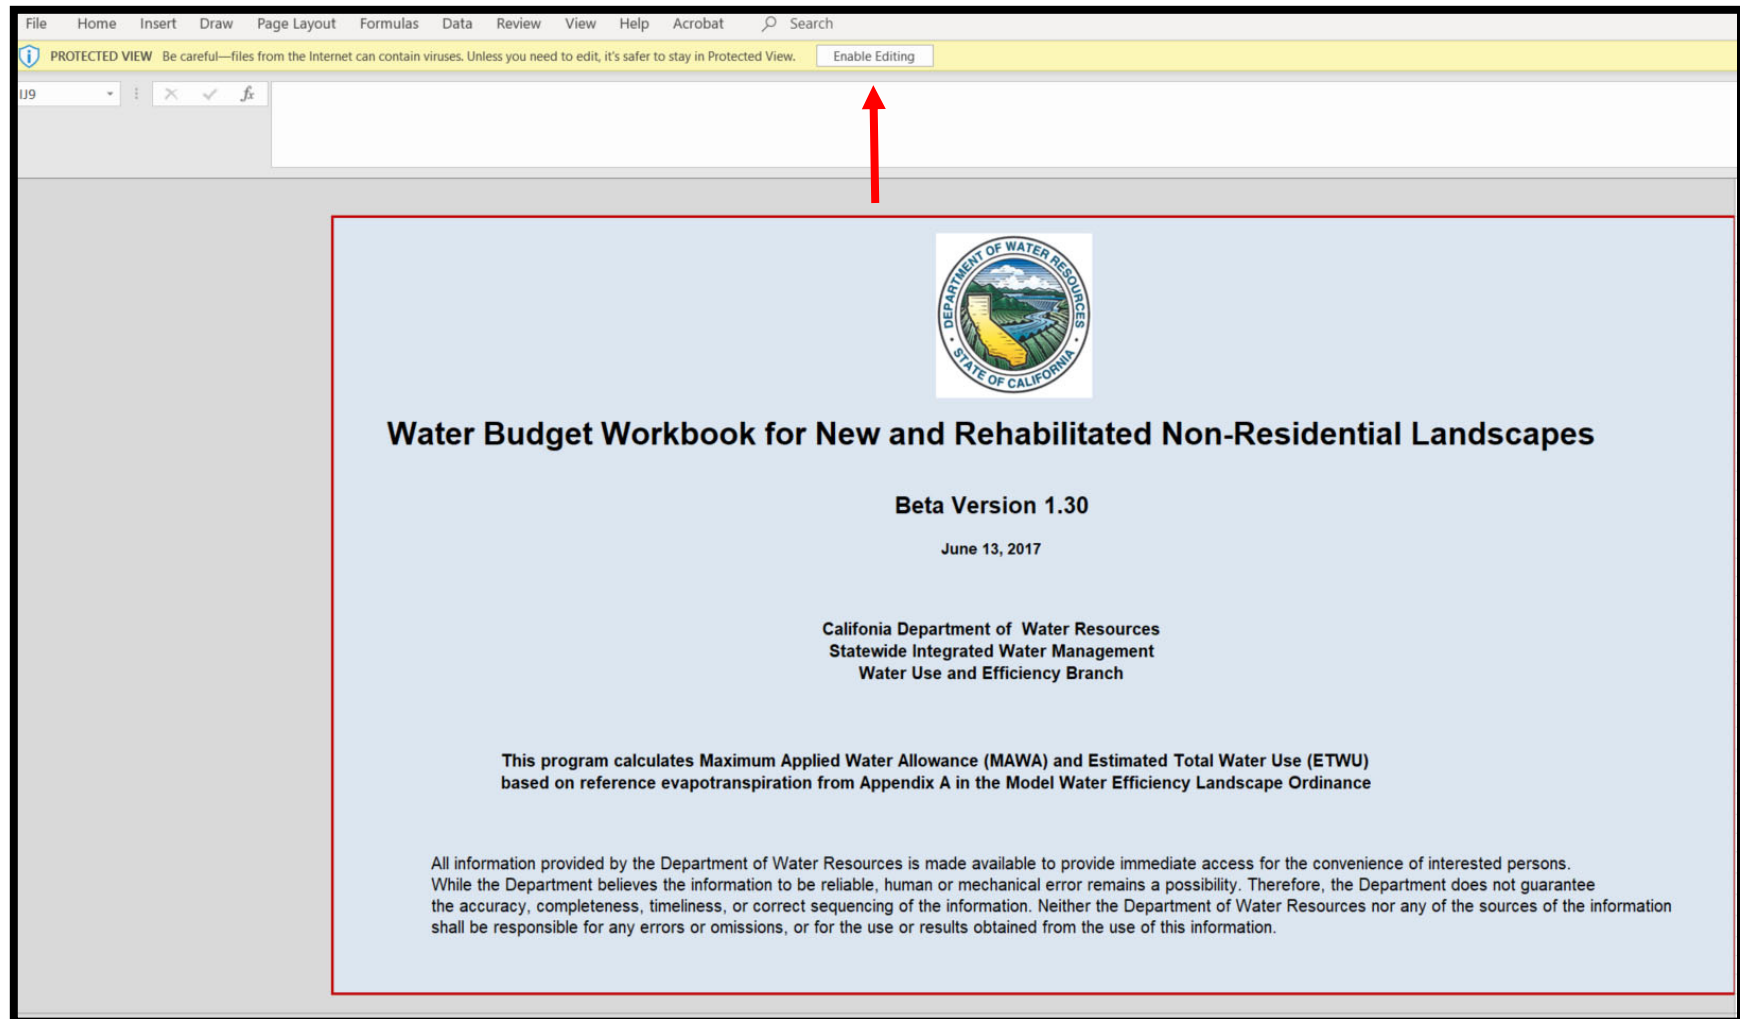 File Home Insert Draw Page Layout Formulas Data Review View Help Acrobat Search
PROTECTED VIEW Be careful—files from the Internet can contain viruses. Unless you need to edit, it's safer to stay in Protected View. Enable Editing
IJ9 fx
DEPARTMENT OF WATER RESOURCES
STATE OF CALIFORNIA
Water Budget Workbook for New and Rehabilitated Non-Residential Landscapes
Beta Version 1.30
June 13, 2017
Califonia Department of Water Resources
Statewide Integrated Water Management
Water Use and Efficiency Branch
This program calculates Maximum Applied Water Allowance (MAWA) and Estimated Total Water Use (ETWU)
based on reference evapotranspiration from Appendix A in the Model Water Efficiency Landscape Ordinance
All information provided by the Department of Water Resources is made available to provide immediate access for the convenience of interested persons.
While the Department believes the information to be reliable, human or mechanical error remains a possibility. Therefore, the Department does not guarantee
the accuracy, completeness, timeliness, or correct sequencing of the information. Neither the Department of Water Resources nor any of the sources of the information
shall be responsible for any errors or omissions, or for the use or results obtained from the use of this information.